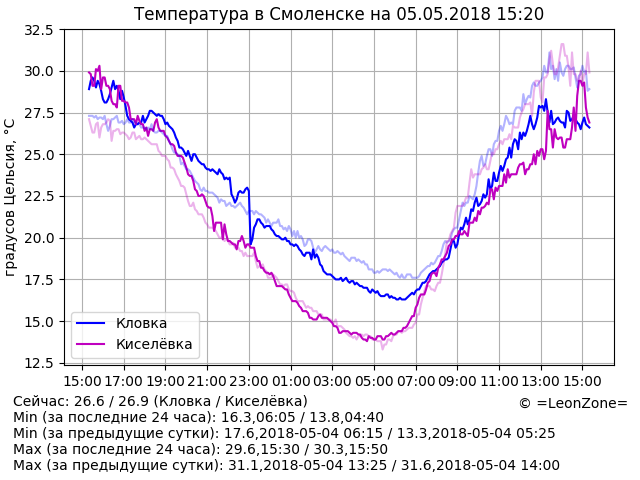 Температура в Смоленске на 05.05.2018 15:20
32.5
30.0
27.5
25.0
22.5
20.0
17.5
15.0
12.5
градусов Цельсия, °C
Кловка
Киселёвка
15:00 17:00 19:00 21:00 23:00 01:00 03:00 05:00 07:00 09:00 11:00 13:00 15:00
Сейчас: 26.6 / 26.9 (Кловка / Киселёвка)
© =LeonZone=
Min (за последние 24 часа): 16.3,06:05 / 13.8,04:40
Min (за предыдущие сутки): 17.6,2018-05-04 06:15 / 13.3,2018-05-04 05:25
Max (за последние 24 часа): 29.6,15:30 / 30.3,15:50
Max (за предыдущие сутки): 31.1,2018-05-04 13:25 / 31.6,2018-05-04 14:00